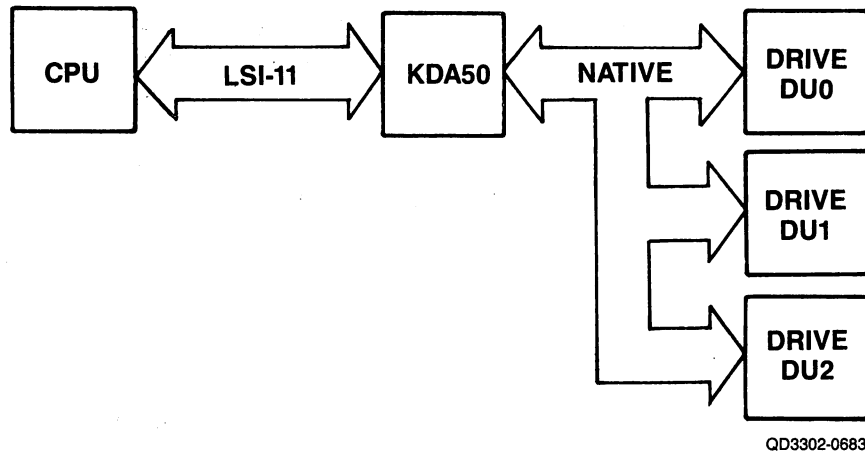 CPU
LSI-11
KDA50
NATIVE
DRIVE
DU0
DRIVE
DU1
DRIVE
DU2
QD3302-0683